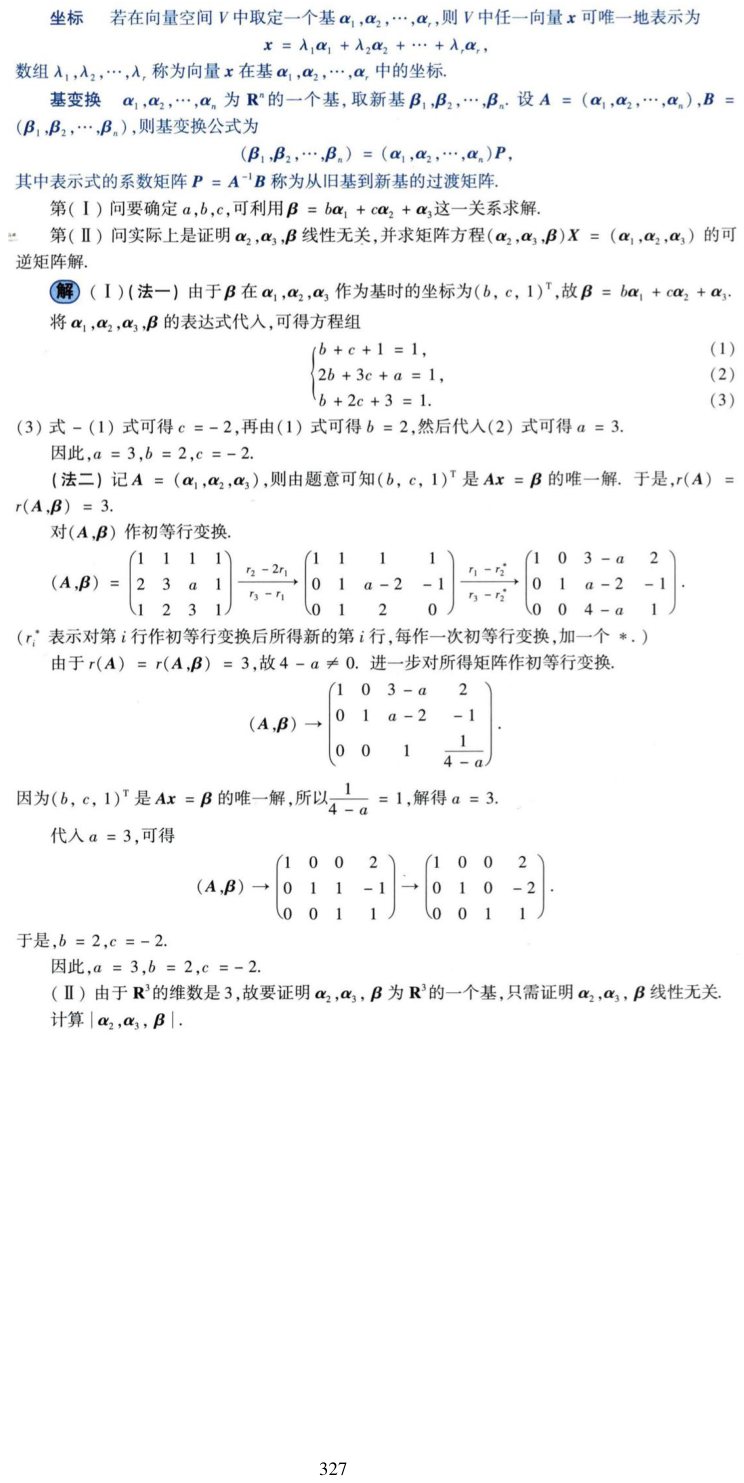 坐标 若在向量空间 V 中取定一个基 α₁,α₂,⋯,αᵣ,则 V 中任一向量 x 可唯一地表示为
x = λ₁α₁ + λ₂α₂ + ⋯ + λᵣαᵣ,
数组 λ₁,λ₂,⋯,λᵣ 称为向量 x 在基 α₁,α₂,⋯,αᵣ 中的坐标.
基变换 α₁,α₂,⋯,αₙ 为 Rⁿ 的一个基, 取新基 β₁,β₂,⋯,βₙ. 设 A = (α₁,α₂,⋯,αₙ),B =
(β₁,β₂,⋯,βₙ),则基变换公式为
(β₁,β₂,⋯,βₙ) = (α₁,α₂,⋯,αₙ)P,
其中表示式的系数矩阵 P = A⁻¹B 称为从旧基到新基的过渡矩阵.
第(Ⅰ)问要确定 a,b,c,可利用 β = bα₁ + cα₂ + α₃这一关系求解.
第(Ⅱ)问实际上是证明 α₂,α₃,β 线性无关,并求矩阵方程(α₂,α₃,β)X = (α₁,α₂,α₃) 的可
逆矩阵解.
解 (Ⅰ)(法一) 由于 β 在 α₁,α₂,α₃ 作为基时的坐标为(b, c, 1)ᵀ,故 β = bα₁ + cα₂ + α₃.
将 α₁,α₂,α₃,β 的表达式代入,可得方程组
b + c + 1 = 1, (1)
2b + 3c + a = 1, (2)
b + 2c + 3 = 1. (3)
(3) 式 - (1) 式可得 c = - 2,再由(1) 式可得 b = 2,然后代入(2) 式可得 a = 3.
因此,a = 3,b = 2,c = - 2.
(法二) 记 A = (α₁,α₂,α₃),则由题意可知(b, c, 1)ᵀ 是 Ax = β 的唯一解. 于是,r(A) =
r(A,β) = 3.
对(A,β) 作初等行变换.
(A,β) = (1 1 1 1; 2 3 a 1; 1 2 3 1) →[r₂ - 2r₁; r₃ - r₁] (1 1 1 1; 0 1 a - 2 - 1; 0 1 2 0) →[r₁ - r₂*; r₃ - r₂*] (1 0 3 - a 2; 0 1 a - 2 - 1; 0 0 4 - a 1).
(rᵢ* 表示对第 i 行作初等行变换后所得新的第 i 行,每作一次初等行变换,加一个 *.)
由于 r(A) = r(A,β) = 3,故 4 - a ≠ 0. 进一步对所得矩阵作初等行变换.
(A,β) → (1 0 3 - a 2; 0 1 a - 2 - 1; 0 0 1 1/(4 - a)).
因为(b, c, 1)ᵀ 是 Ax = β 的唯一解,所以 1/(4 - a) = 1,解得 a = 3.
代入 a = 3,可得
(A,β) → (1 0 0 2; 0 1 1 - 1; 0 0 1 1) → (1 0 0 2; 0 1 0 - 2; 0 0 1 1).
于是,b = 2,c = - 2.
因此,a = 3,b = 2,c = - 2.
(Ⅱ) 由于 R³ 的维数是 3,故要证明 α₂,α₃, β 为 R³ 的一个基,只需证明 α₂,α₃, β 线性无关.
计算 | α₂,α₃, β |.
327